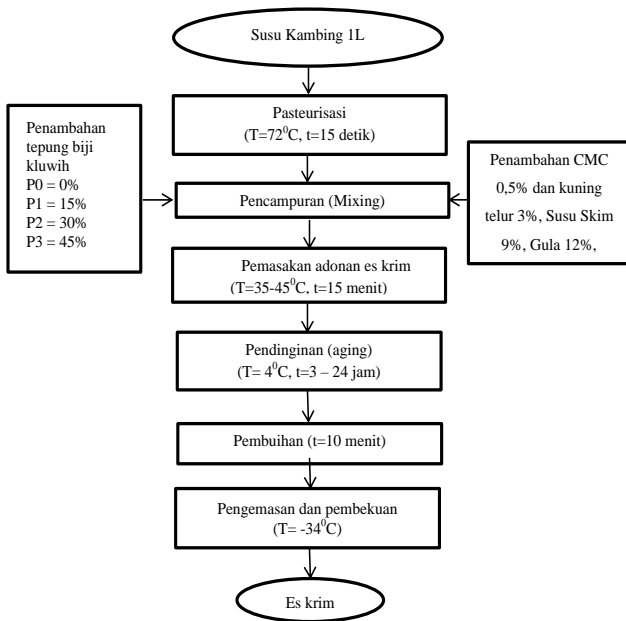 Susu Kambing 1L
Pasteurisasi
(T=72⁰C, t=15 detik)
Penambahan
tepung biji
kluwih
P0 = 0%
P1 = 15%
P2 = 30%
P3 = 45%
Pencampuran (Mixing)
Penambahan CMC
0,5% dan kuning
telur 3%, Susu Skim
9%, Gula 12%,
Pemasakan adonan es krim
(T=35-45⁰C, t=15 menit)
Pendinginan (aging)
(T= 4⁰C, t=3 – 24 jam)
Pembuihan (t=10 menit)
Pengemasan dan pembekuan
(T= -34⁰C)
Es krim